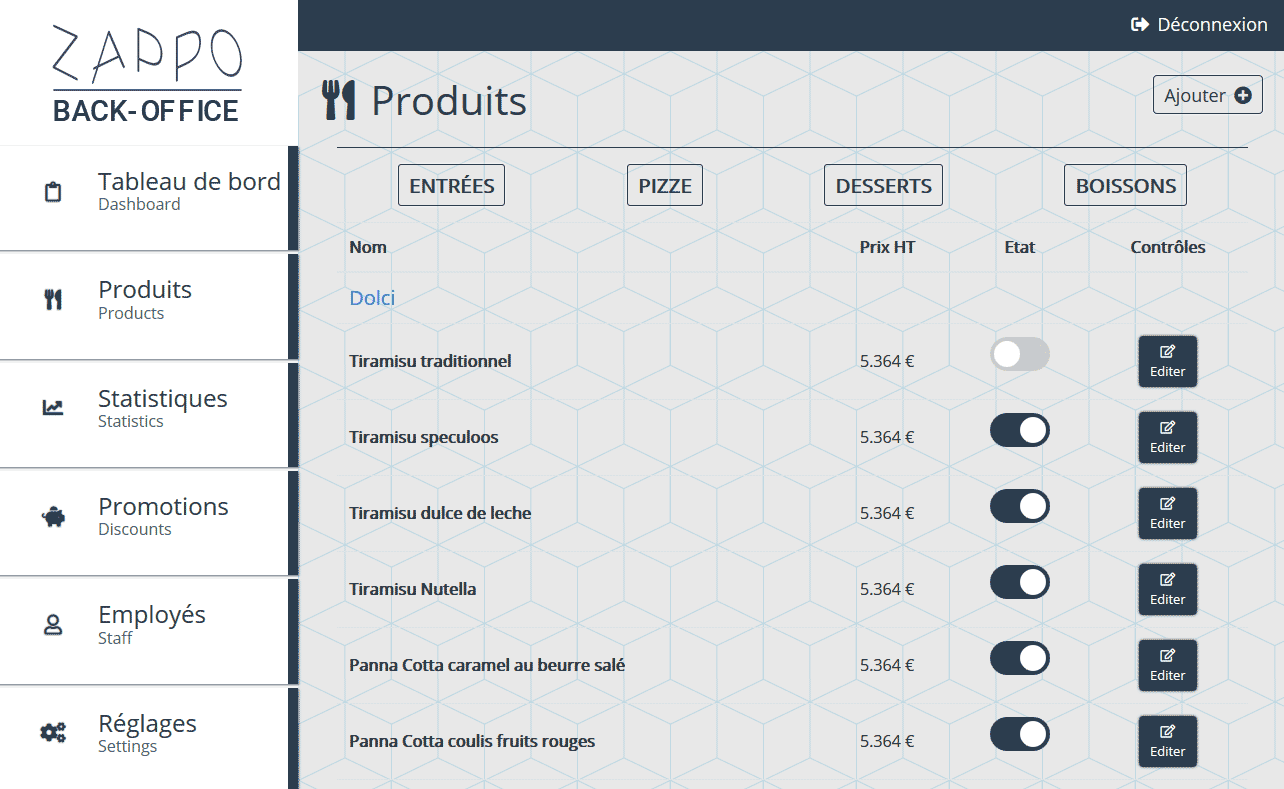 ZAPPO
BACK-OFFICE
Déconnexion
Tableau de bord
Dashboard
Produits
Products
Statistiques
Statistics
Promotions
Discounts
Employés
Staff
Réglages
Settings
Produits
Ajouter
ENTRÉES PIZZE DESSERTS BOISSONS
Nom Prix HT Etat Contrôles
Dolci
Tiramisu traditionnel 5.364 € Editer
Tiramisu speculoos 5.364 € Editer
Tiramisu dulce de leche 5.364 € Editer
Tiramisu Nutella 5.364 € Editer
Panna Cotta caramel au beurre salé 5.364 € Editer
Panna Cotta coulis fruits rouges 5.364 € Editer